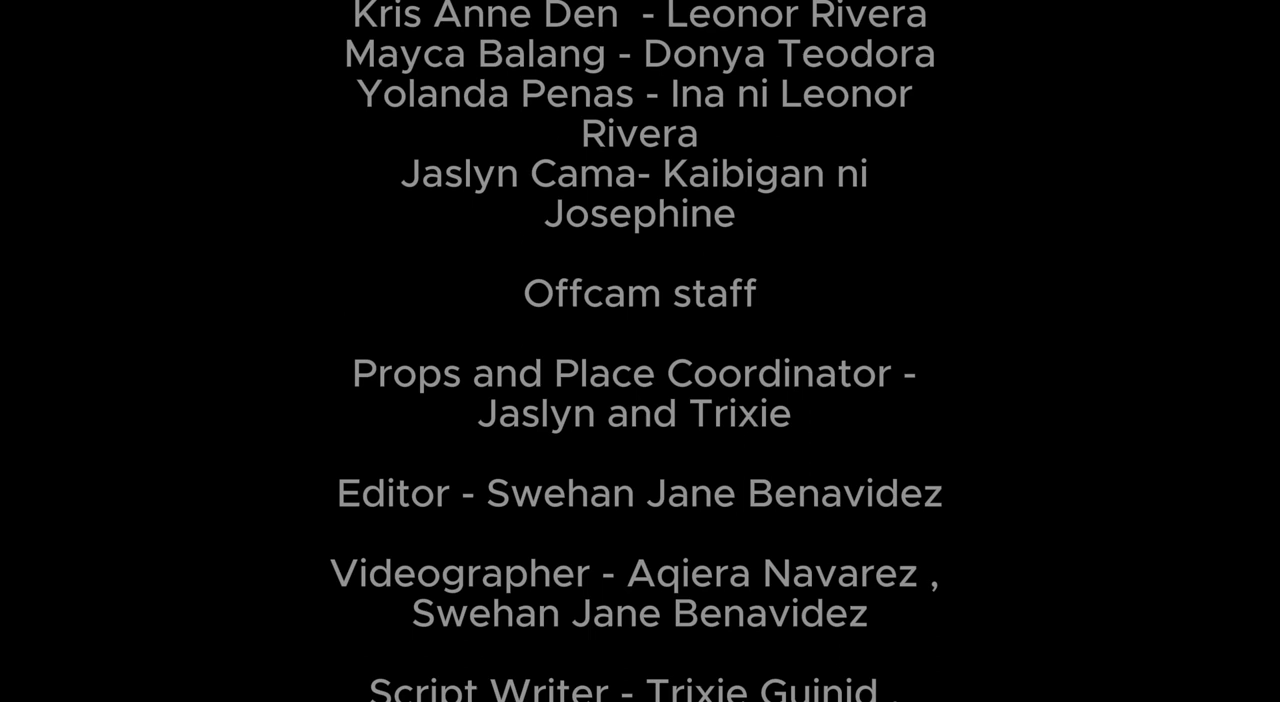 Kris Anne Den - Leonor Rivera
Mayca Balang - Donya Teodora
Yolanda Penas - Ina ni Leonor
Rivera
Jaslyn Cama- Kaibigan ni
Josephine
Offcam staff
Props and Place Coordinator -
Jaslyn and Trixie
Editor - Swehan Jane Benavidez
Videographer - Aqiera Navarez ,
Swehan Jane Benavidez
Script Writer - Trixie Guinid ,